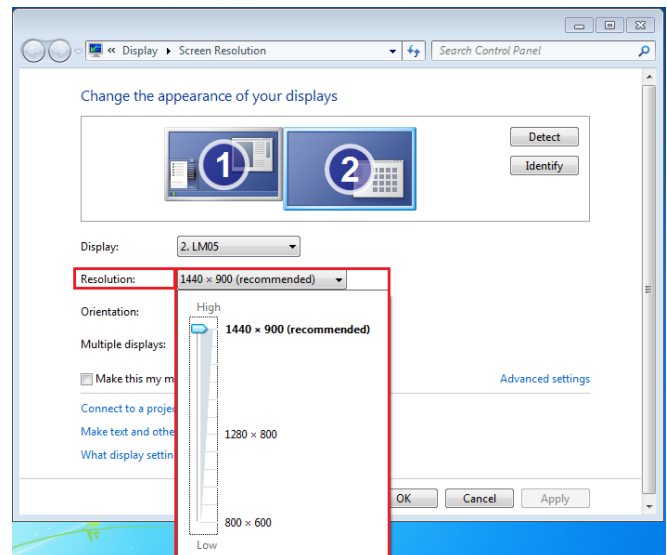 « Display ▸ Screen Resolution
Search Control Panel
Change the appearance of your displays
1
2
Detect
Identify
Display:
2. LM05
Resolution:
1440 × 900 (recommended)
Orientation:
High
1440 × 900 (recommended)
Multiple displays:
Make this my m
Advanced settings
Connect to a projec
Make text and othe
1280 × 800
What display settin
OK
Cancel
Apply
800 × 600
Low